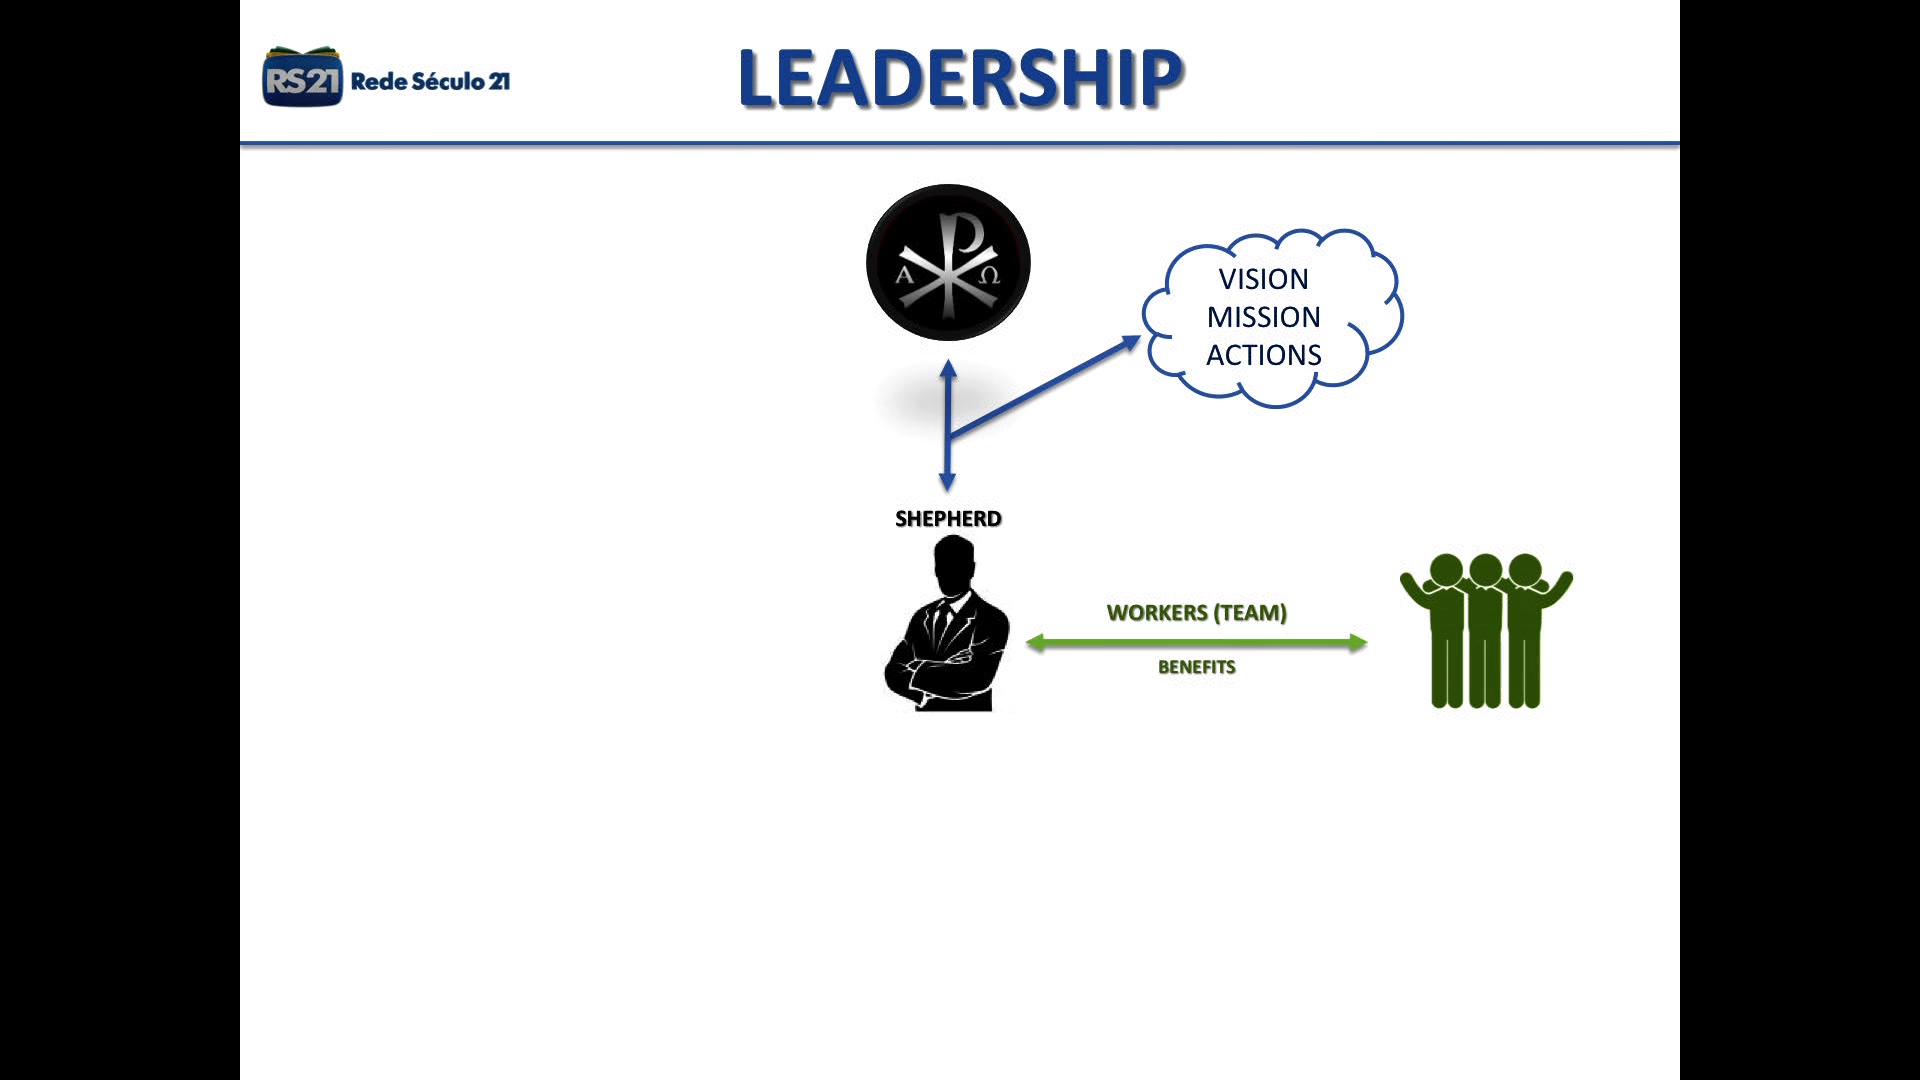 RS21 Rede Século 21
LEADERSHIP
Α Ω
VISION
MISSION
ACTIONS
SHEPHERD
WORKERS (TEAM)
BENEFITS